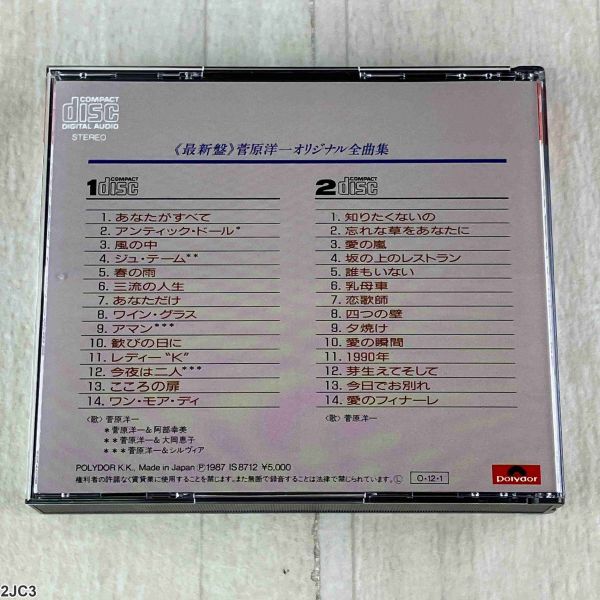 COMPACT
disc
DIGITAL AUDIO
STEREO
《最新盤》菅原洋一オリジナル全曲集
1 COMPACT disc
1. あなたがすべて
2. アンティック・ドール*
3. 風の中
4. ジュ・テーム**
5. 春の雨
6. 三流の人生
7. あなただけ
8. ワイン・グラス
9. アマン***
10. 歓びの日に
11. レディー“K”
12. 今夜は二人***
13. こころの扉
14. ワン・モア・デイ
〈歌〉菅原洋一
*菅原洋一&阿部幸美
**菅原洋一&大岡恵子
***菅原洋一&シルヴィア
2 COMPACT disc
1. 知りたくないの
2. 忘れな草をあなたに
3. 愛の嵐
4. 坂の上のレストラン
5. 誰もいない
6. 乳母車
7. 恋歌師
8. 四つの壁
9. 夕焼け
10. 愛の瞬間
11. 1990年
12. 芽生えてそして
13. 今日でお別れ
14. 愛のフィナーレ
〈歌〉菅原洋一
POLYDOR K.K., Made in Japan Ⓟ1987 IS 8712 ¥5,000
権利者の許諾なく賃貸業に使用することを禁じます。また無断で録音することは法律で禁じられています。Ⓛ
O・12・1
Polydor
2JC3